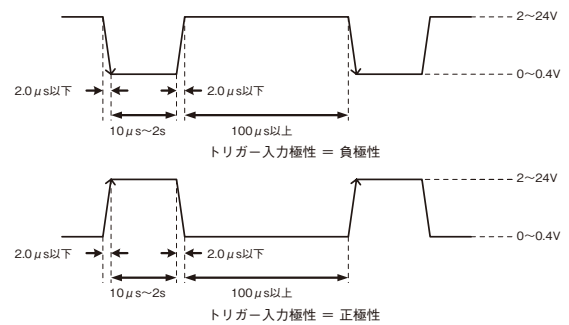 2～24V
0～0.4V
2.0μs以下 2.0μs以下
10μs～2s 100μs以上
トリガー入力極性 ＝ 負極性
2～24V
0～0.4V
2.0μs以下 2.0μs以下
10μs～2s 100μs以上
トリガー入力極性 ＝ 正極性